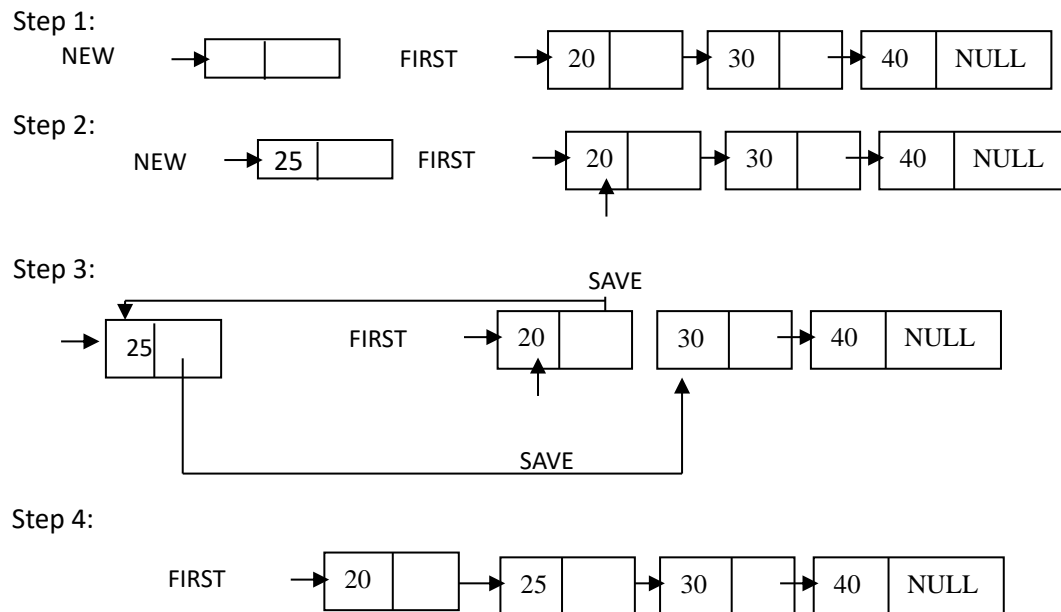 Step 1:
NEW FIRST 20 30 40 NULL
Step 2:
NEW 25 FIRST 20 30 40 NULL
Step 3:
SAVE
25 FIRST 20 30 40 NULL
SAVE
Step 4:
FIRST 20 25 30 40 NULL